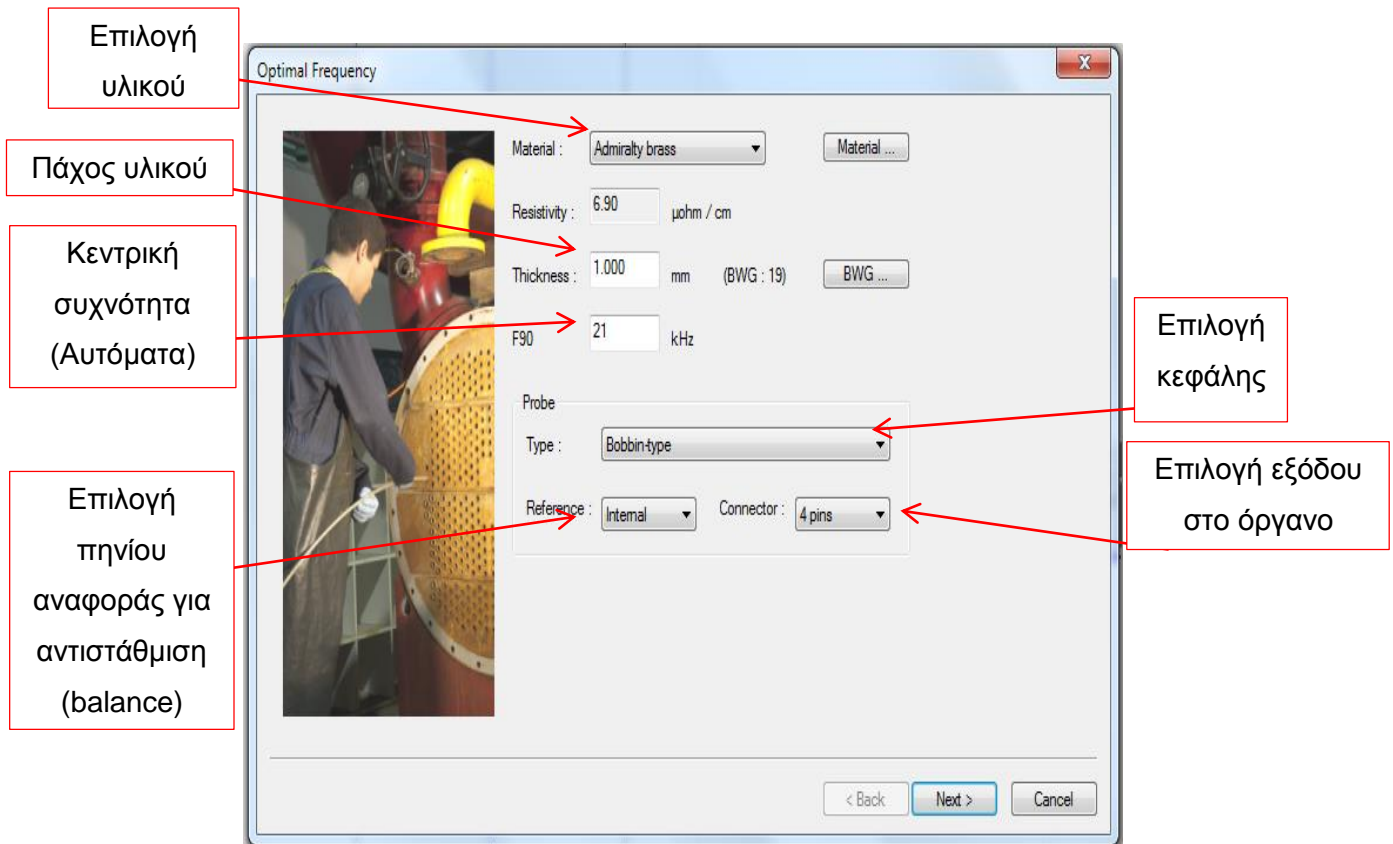 Επιλογή
υλικού
Πάχος υλικού
Κεντρική
συχνότητα
(Αυτόματα)
Επιλογή
πηνίου
αναφοράς για
αντιστάθμιση
(balance)
Optimal Frequency
X
Material : Admiralty brass Material ...
Resistivity : 6.90 μohm / cm
Thickness : 1.000 mm (BWG : 19) BWG ...
F90 21 kHz
Probe
Type : Bobbin-type
Reference : Internal Connector : 4 pins
< Back Next > Cancel
Επιλογή
κεφάλης
Επιλογή εξόδου
στο όργανο